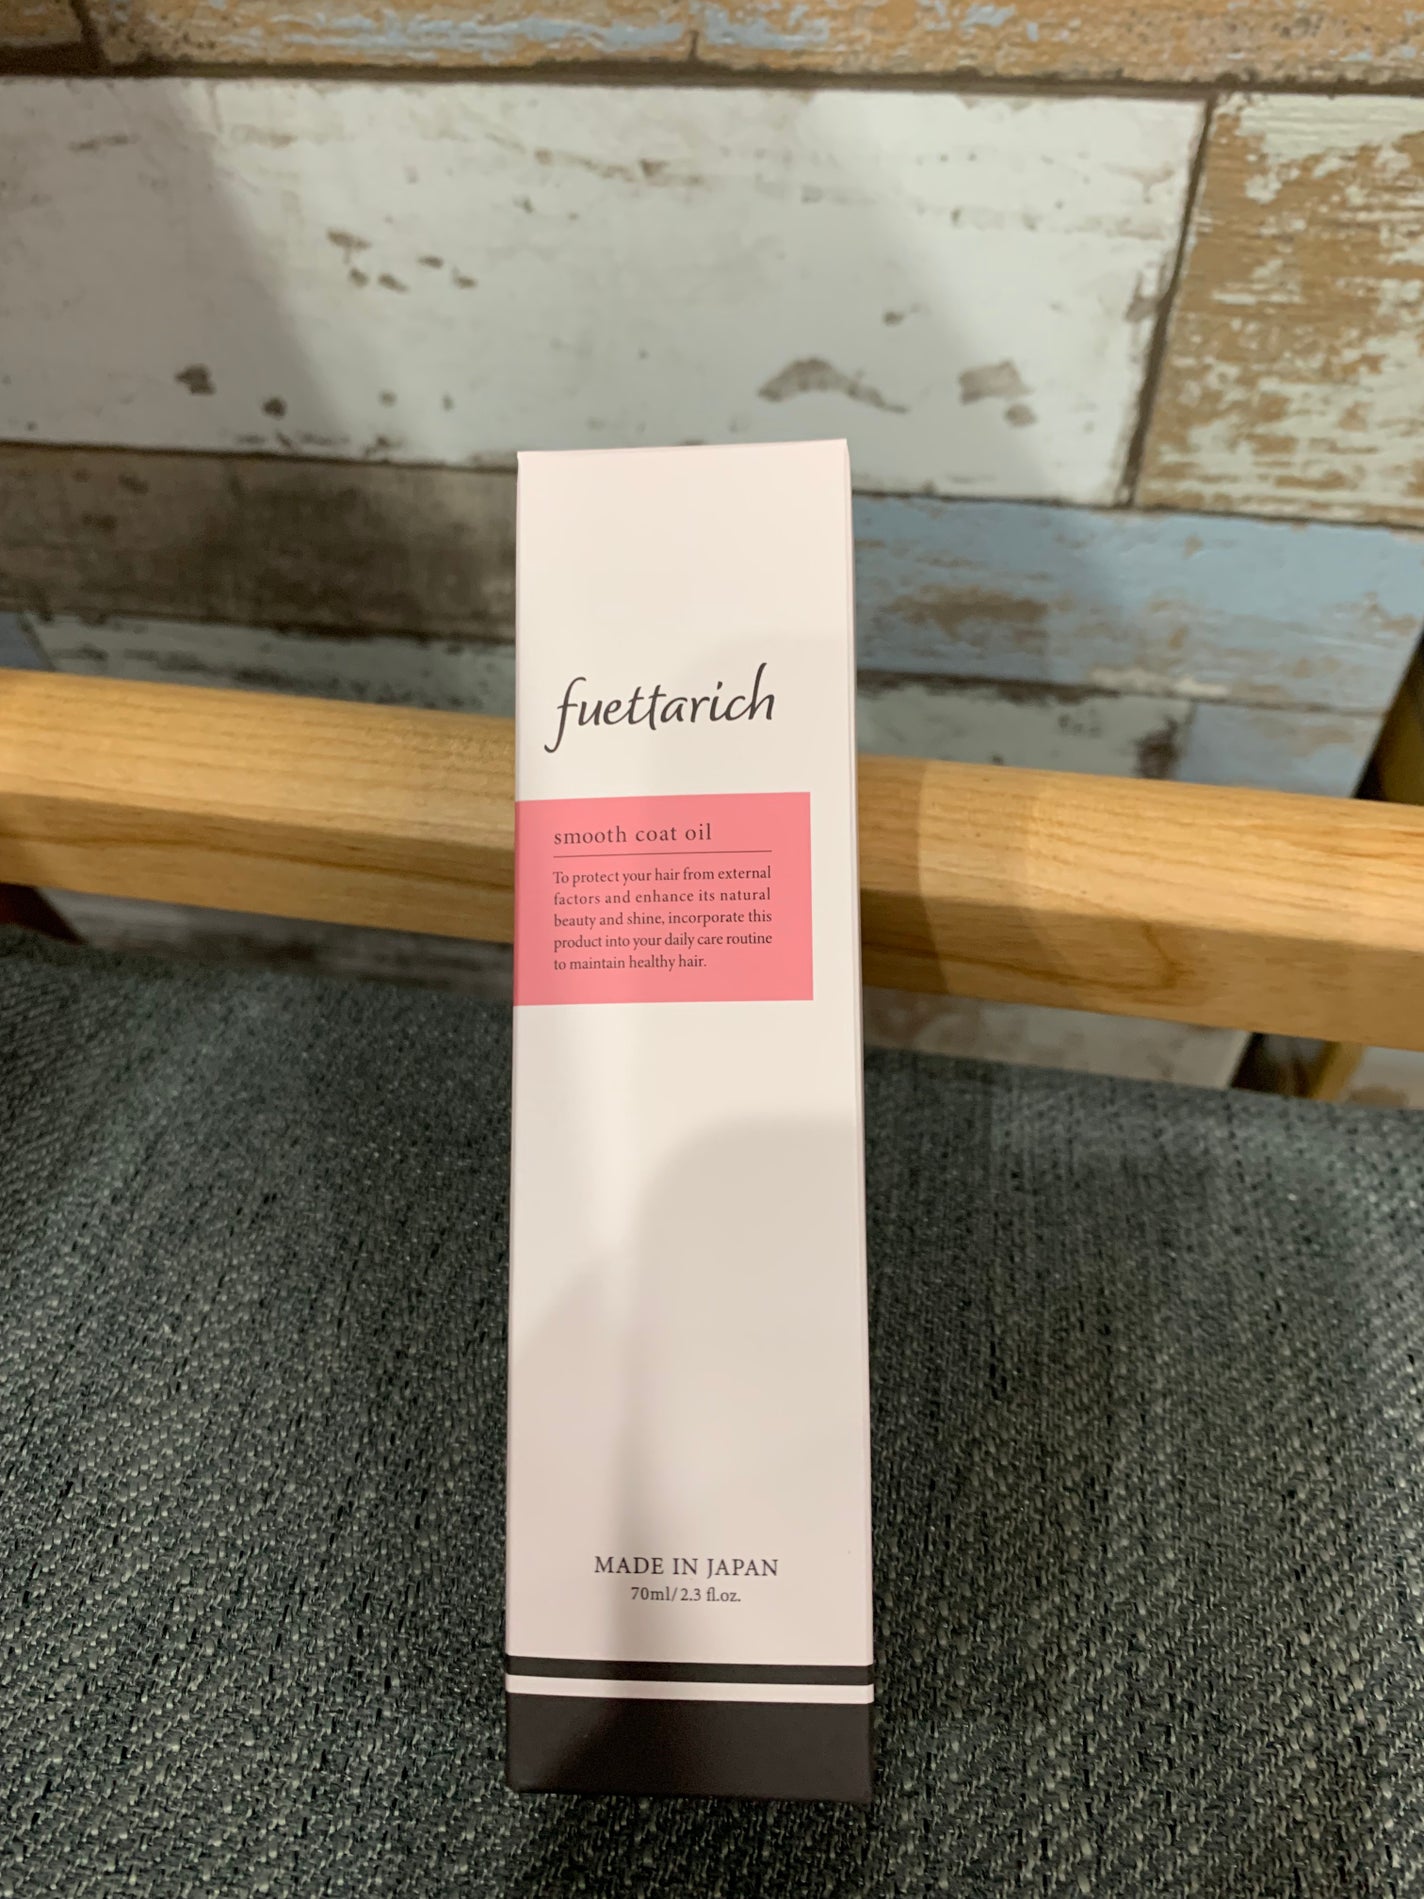 fuettarich
smooth coat oil
To protect your hair from external
factors and enhance its natural
beauty and shine, incorporate this
product into your daily care routine
to maintain healthy hair.
MADE IN JAPAN
70ml/2.3 fl.oz.